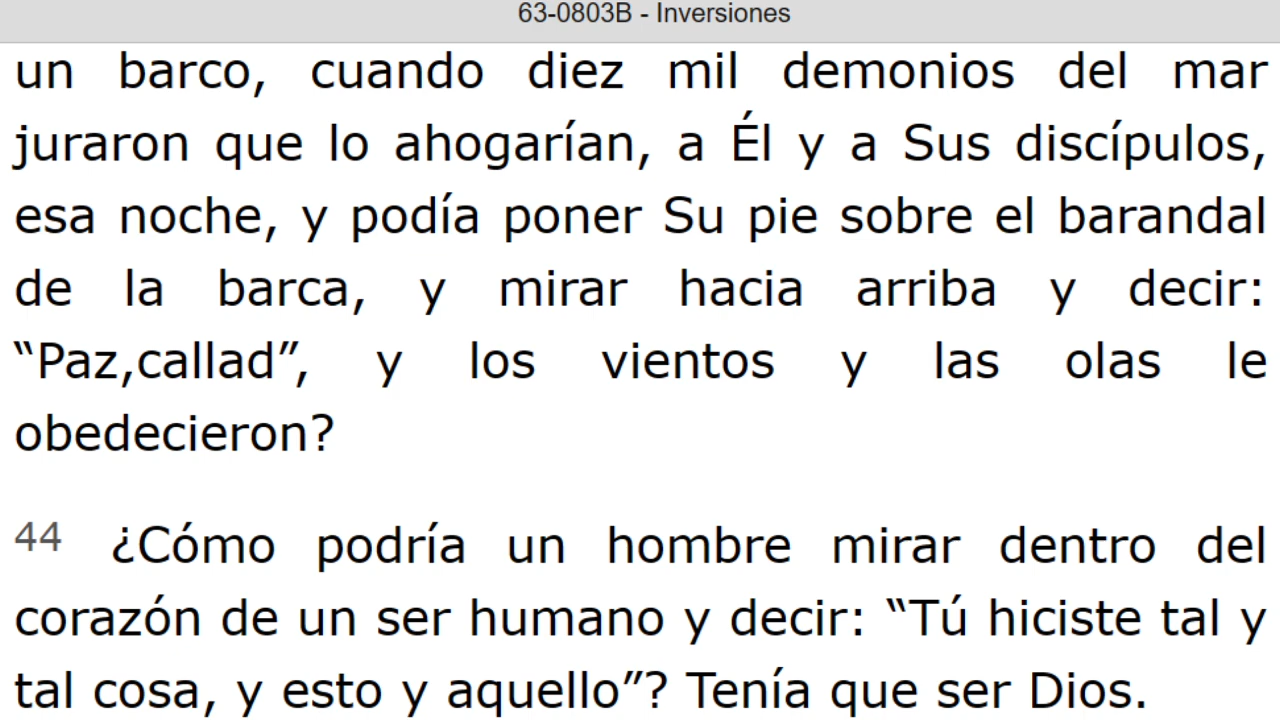 63-0803B - Inversiones
un barco, cuando diez mil demonios del mar
juraron que lo ahogarían, a Él y a Sus discípulos,
esa noche, y podía poner Su pie sobre el barandal
de la barca, y mirar hacia arriba y decir:
“Paz,callad”, y los vientos y las olas le
obedecieron?
44 ¿Cómo podría un hombre mirar dentro del
corazón de un ser humano y decir: “Tú hiciste tal y
tal cosa, y esto y aquello”? Tenía que ser Dios.